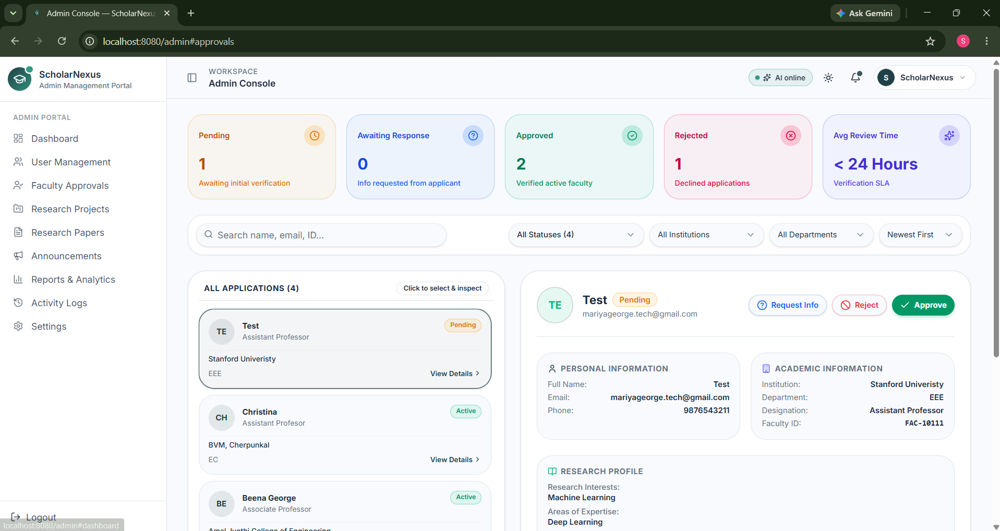 Admin Console — ScholarNexu
Ask Gemini
localhost:8080/admin#approvals
S
ScholarNexus
Admin Management Portal
ADMIN PORTAL
Dashboard
User Management
Faculty Approvals
Research Projects
Research Papers
Announcements
Reports & Analytics
Activity Logs
Settings
Logout
localhost:8080/admin#dashboard
WORKSPACE
Admin Console
AI online
S
ScholarNexus
Pending
1
Awaiting initial verification
Awaiting Response
0
Info requested from applicant
Approved
2
Verified active faculty
Rejected
1
Declined applications
Avg Review Time
< 24 Hours
Verification SLA
Search name, email, ID...
All Statuses (4)
All Institutions
All Departments
Newest First
ALL APPLICATIONS (4)
Click to select & inspect
TE
Test
Pending
Assistant Professor
Stanford Univeristy
EEE
View Details
CH
Christina
Active
Assistant Profesor
BVM, Cherpunkal
EC
View Details
BE
Beena George
Active
Associate Professor
Amal Jyothi College of Engineering
TE
Test
Pending
mariyageorge.tech@gmail.com
Request Info
Reject
Approve
PERSONAL INFORMATION
Full Name: Test
Email: mariyageorge.tech@gmail.com
Phone: 9876543211
ACADEMIC INFORMATION
Institution: Stanford Univeristy
Department: EEE
Designation: Assistant Professor
Faculty ID: FAC-10111
RESEARCH PROFILE
Research Interests:
Machine Learning
Areas of Expertise:
Deep Learning